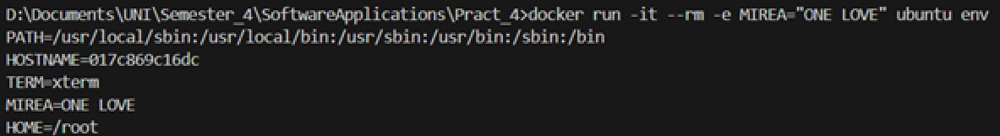 D:\Documents\UNI\Semester_4\SoftwareApplications\Pract_4>docker run -it --rm -e MIREA="ONE LOVE" ubuntu env
PATH=/usr/local/sbin:/usr/local/bin:/usr/sbin:/usr/bin:/sbin:/bin
HOSTNAME=017c869c16dc
TERM=xterm
MIREA=ONE LOVE
HOME=/root